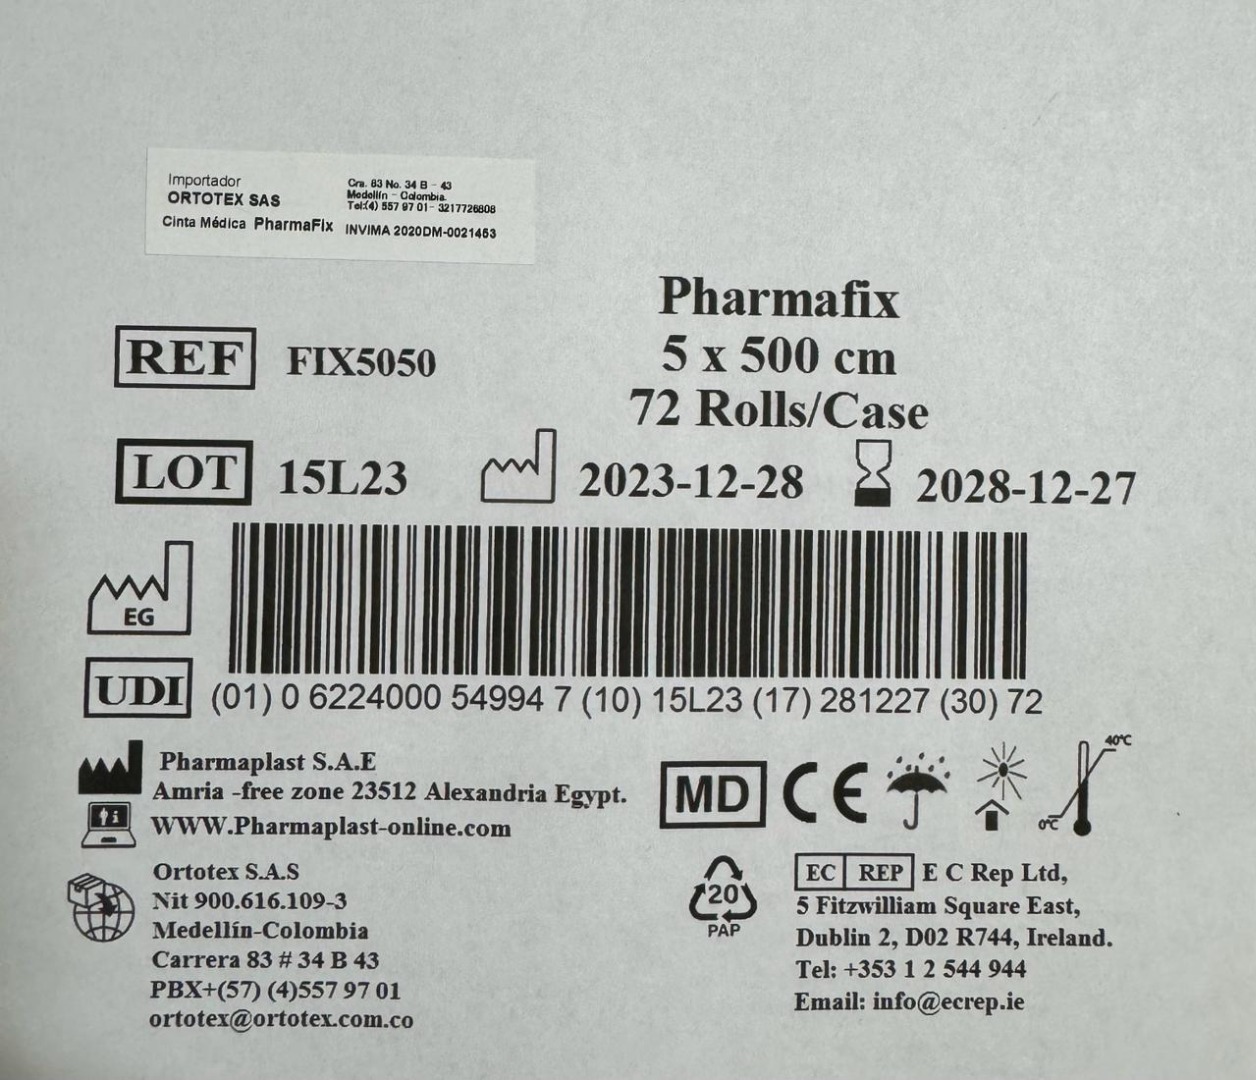 Importador
ORTOTEX SAS
Cinta Médica PharmaFix
Cra. 83 No. 34 B - 43
Medellín - Colombia.
Tel:(4) 557 97 01- 3217726808
INVIMA 2020DM-0021453
Pharmafix
5 x 500 cm
72 Rolls/Case
REF FIX5050
LOT 15L23 2023-12-28 2028-12-27
EG
UDI (01) 0 6224000 54994 7 (10) 15L23 (17) 281227 (30) 72
Pharmaplast S.A.E
Amria -free zone 23512 Alexandria Egypt.
WWW.Pharmaplast-online.com
MD CE 0°C 40°C
Ortotex S.A.S
Nit 900.616.109-3
Medellín-Colombia
Carrera 83 # 34 B 43
PBX+(57) (4)557 97 01
ortotex@ortotex.com.co
20
PAP
EC REP E C Rep Ltd,
5 Fitzwilliam Square East,
Dublin 2, D02 R744, Ireland.
Tel: +353 1 2 544 944
Email: info@ecrep.ie